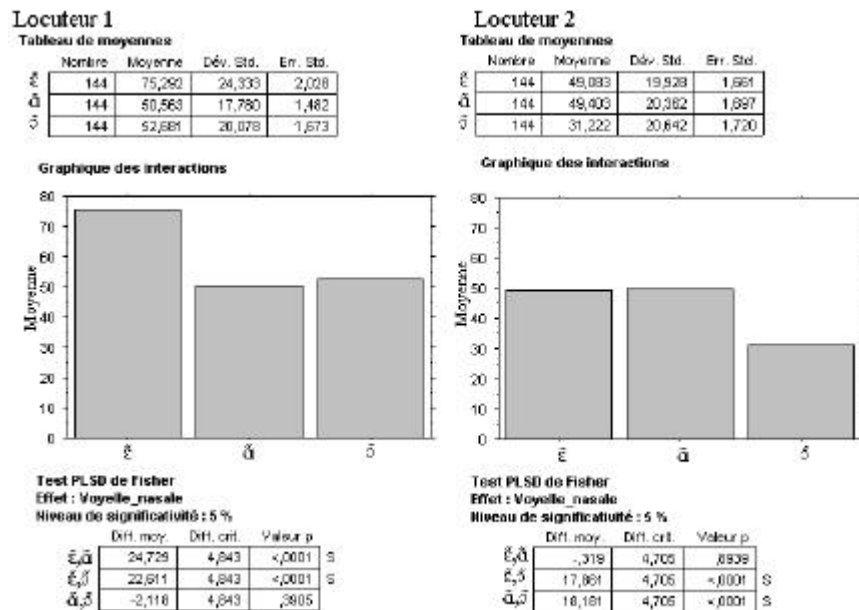 Locuteur 1
Tableau de moyennes
Nombre Moyenne Dév. Std. Err. Std.
ɛ̃ 144 75,292 24,333 2,028
ɑ̃ 144 50,563 17,780 1,482
ɔ̃ 144 52,681 20,078 1,673
Graphique des interactions
80
70
60
50
40
30
20
10
0
Moyenne
ɛ̃ ɑ̃ ɔ̃
Test PLSD de Fisher
Effet : Voyelle_nasale
Niveau de significativité : 5 %
Diff. moy. Diff. crit. Valeur p
ɛ̃,ɑ̃ 24,729 4,843 <,0001 S
ɛ̃,ɔ̃ 22,611 4,843 <,0001 S
ɑ̃,ɔ̃ -2,118 4,843 ,3905
Locuteur 2
Tableau de moyennes
Nombre Moyenne Dév. Std. Err. Std.
ɛ̃ 144 49,083 19,928 1,661
ɑ̃ 144 49,403 20,362 1,697
ɔ̃ 144 31,222 20,642 1,720
Graphique des interactions
80
70
60
50
40
30
20
10
0
Moyenne
ɛ̃ ɑ̃ ɔ̃
Test PLSD de Fisher
Effet : Voyelle_nasale
Niveau de significativité : 5 %
Diff. moy. Diff. crit. Valeur p
ɛ̃,ɑ̃ -,319 4,705 ,8939
ɛ̃,ɔ̃ 17,861 4,705 <,0001 S
ɑ̃,ɔ̃ 18,181 4,705 <,0001 S